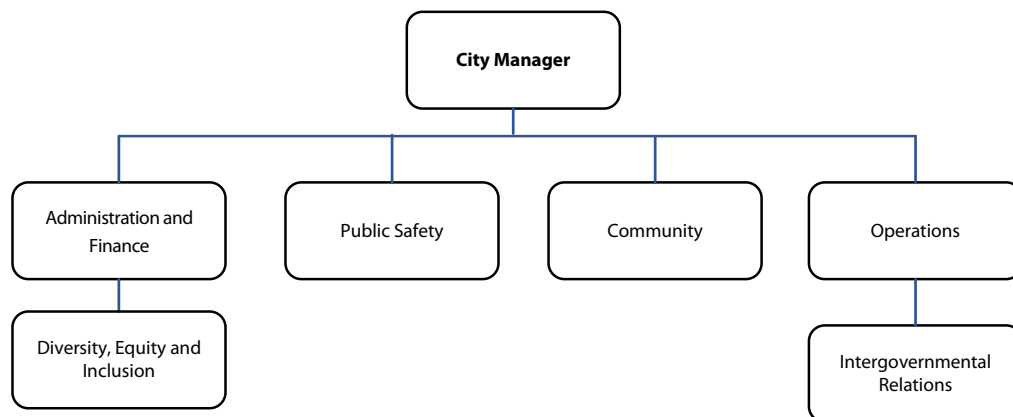 City Manager
Administration and
Finance
Public Safety
Community
Operations
Diversity, Equity and
Inclusion
Intergovernmental
Relations